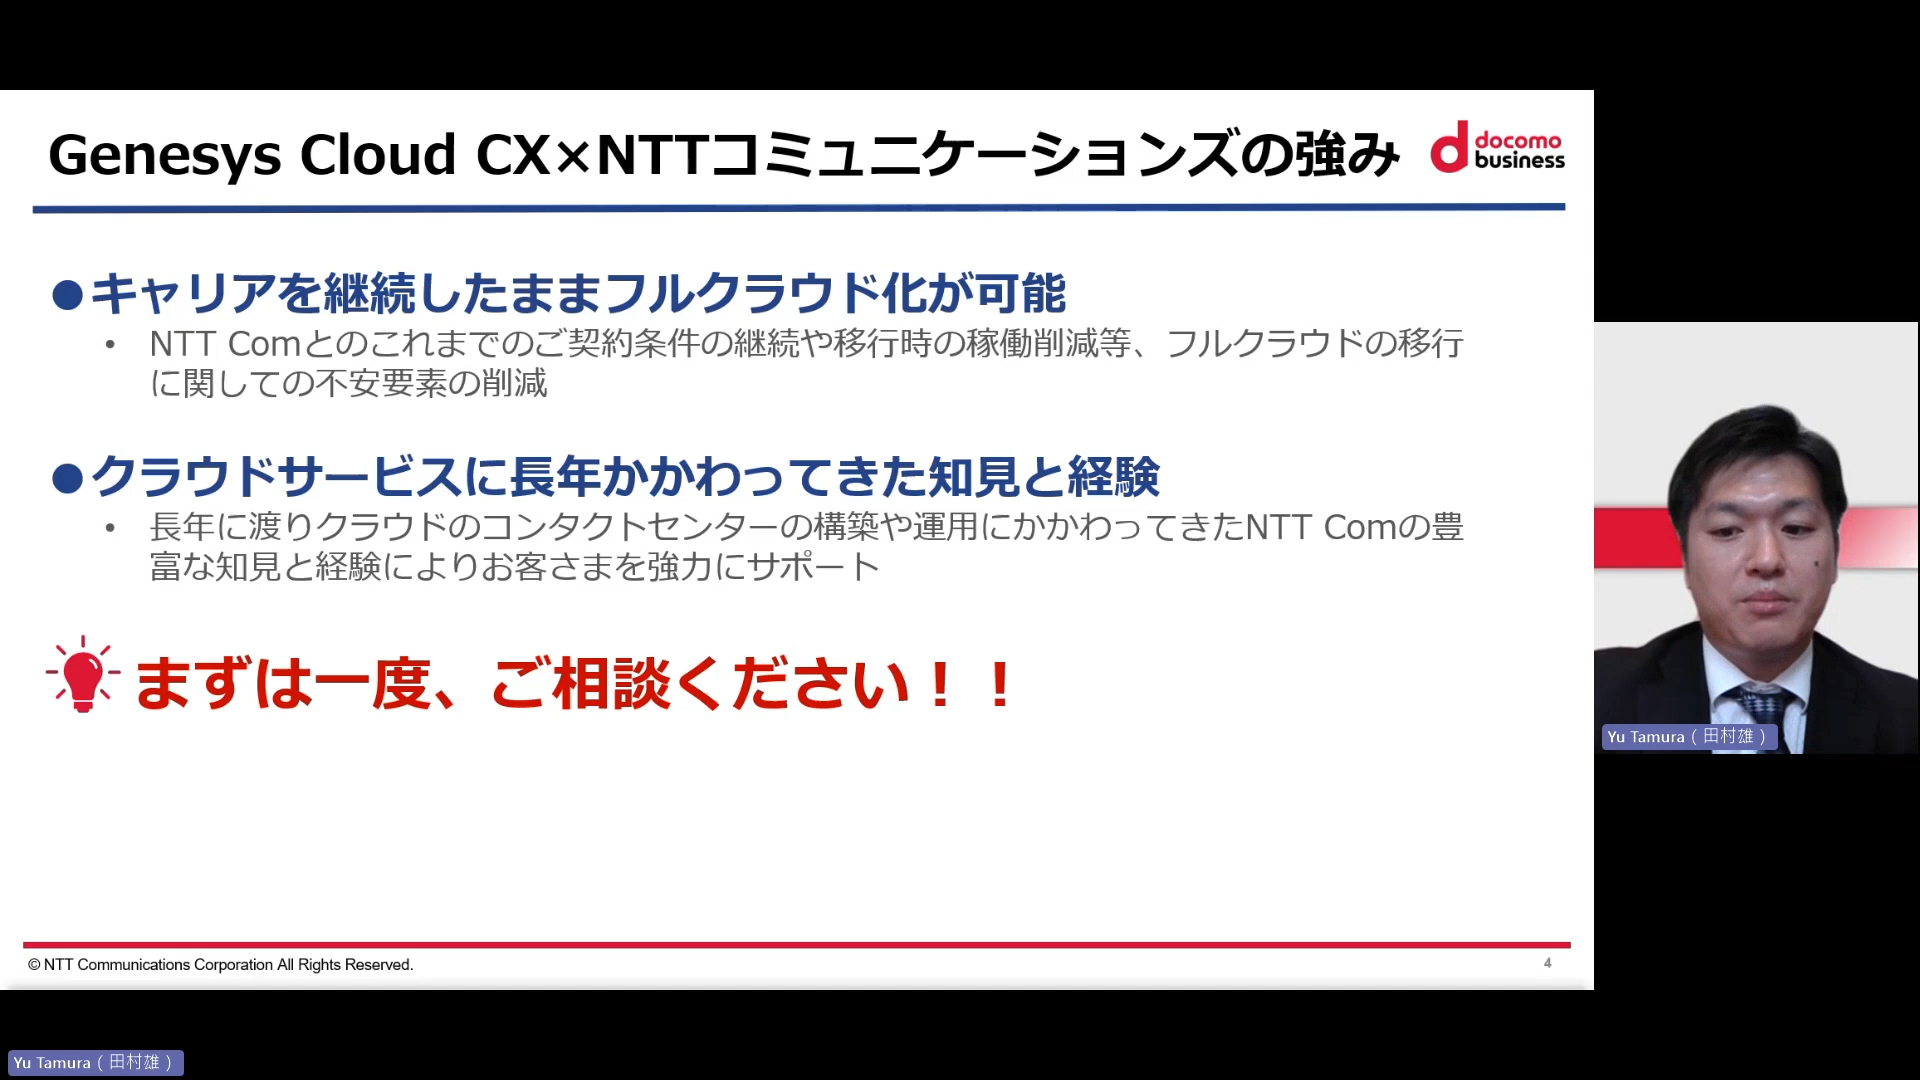 Genesys Cloud CX×NTTコミュニケーションズの強み
docomo
business
●キャリアを継続したままフルクラウド化が可能
• NTT Comとのこれまでのご契約条件の継続や移行時の稼働削減等、フルクラウドの移行
に関しての不安要素の削減
●クラウドサービスに長年かかわってきた知見と経験
• 長年に渡りクラウドのコンタクトセンターの構築や運用にかかわってきたNTT Comの豊
富な知見と経験によりお客さまを強力にサポート
まずは一度、ご相談ください！！
Yu Tamura ( 田村雄 )
© NTT Communications Corporation All Rights Reserved.
4
Yu Tamura ( 田村雄 )